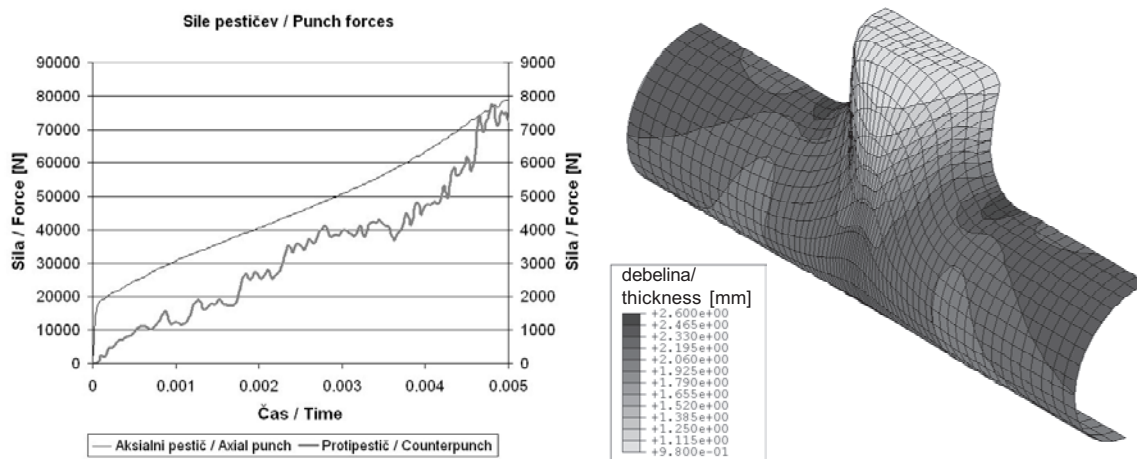 Sile pestičev / Punch forces
90000
80000
70000
60000
50000
40000
30000
20000
10000
0
Sila / Force [N]
9000
8000
7000
6000
5000
4000
3000
2000
1000
0
Sila / Force [N]
0 0.001 0.002 0.003 0.004 0.005
Čas / Time
Aksialni pestič / Axial punch Protipestič / Counterpunch
debelina/
thickness [mm]
+2.600e+00
+2.465e+00
+2.330e+00
+2.195e+00
+2.060e+00
+1.925e+00
+1.790e+00
+1.655e+00
+1.520e+00
+1.385e+00
+1.250e+00
+1.115e+00
+9.800e-01